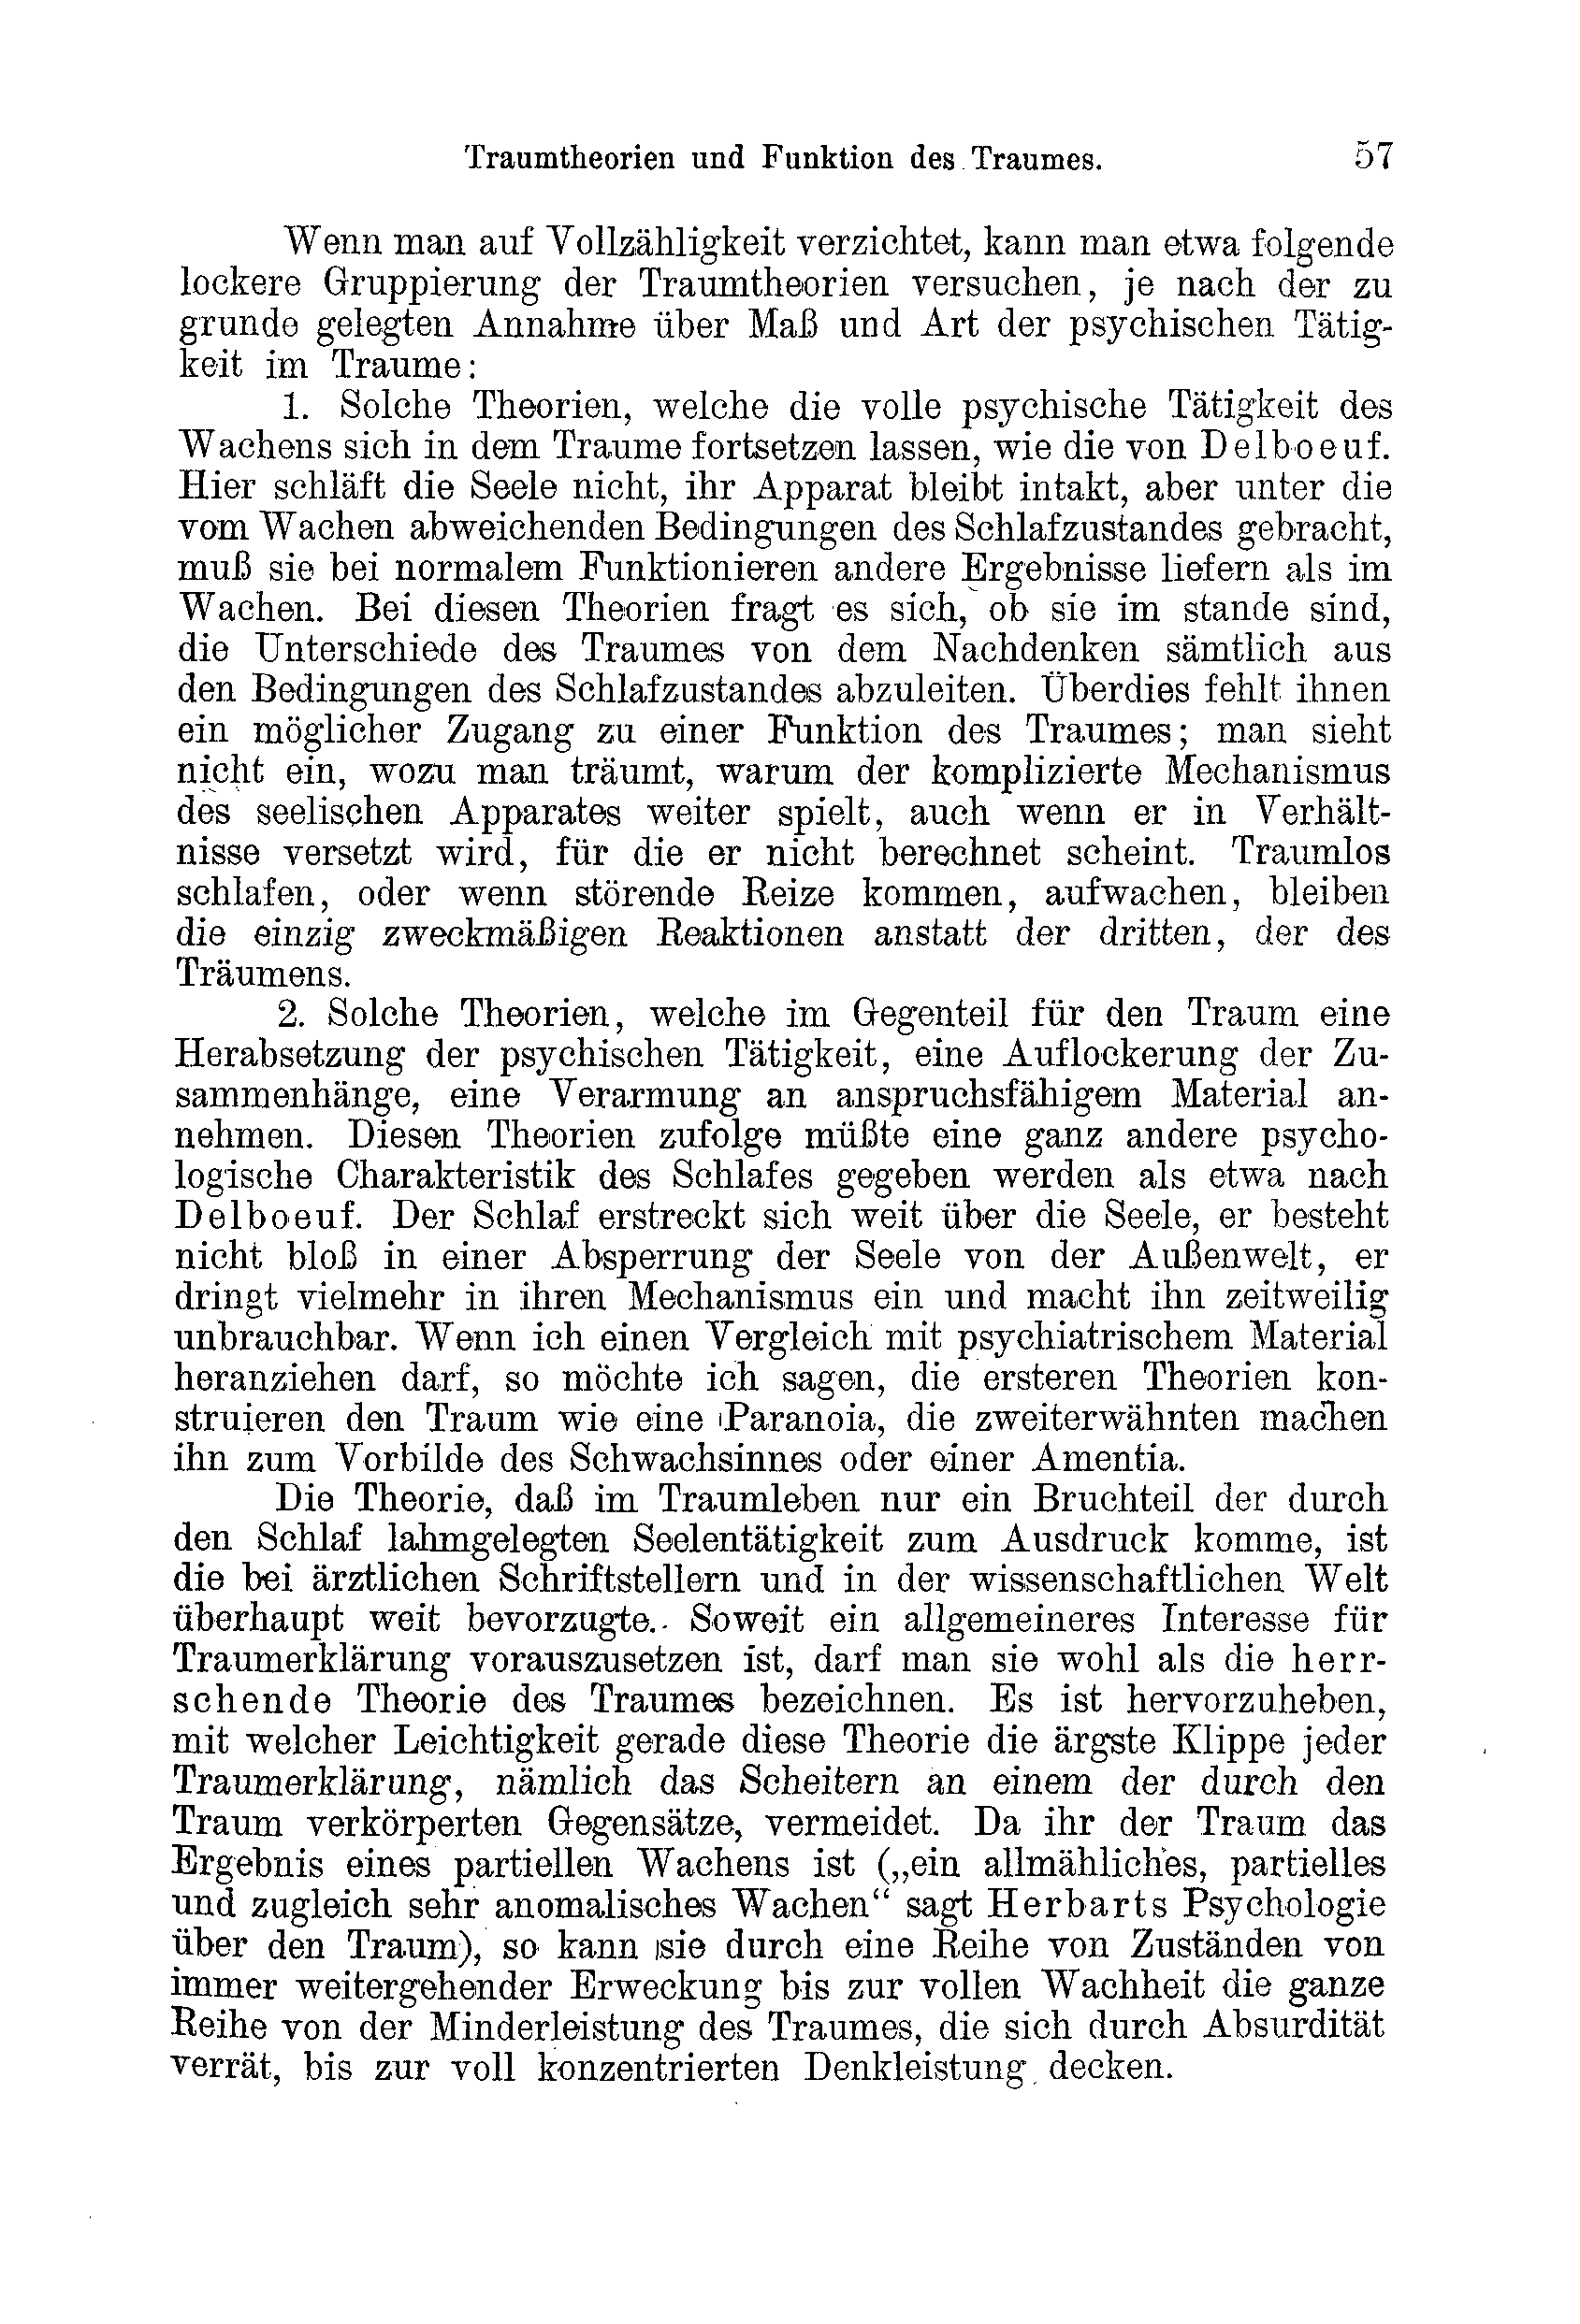 Traumtheorien und Funktion des Traumes. 57
Wenn man auf Vollzähligkeit verzichtet, kann man etwa folgende
lockere Gruppierung der Traumtheorien versuchen, je nach der zu
grunde gelegten Annahme über Maß und Art der psychischen Tätig-
keit im Traume:
1. Solche Theorien, welche die volle psychische Tätigkeit des
Wachens sich in dem Traume fortsetzen lassen, wie die von Delboeuf.
Hier schläft die Seele nicht, ihr Apparat bleibt intakt, aber unter die
vom Wachen abweichenden Bedingungen des Schlafzustandes gebracht,
muß sie bei normalem Funktionieren andere Ergebnisse liefern als im
Wachen. Bei diesen Theorien fragt es sich, ob sie im stande sind,
die Unterschiede des Traumes von dem Nachdenken sämtlich aus
den Bedingungen des Schlafzustandes abzuleiten. Überdies fehlt ihnen
ein möglicher Zugang zu einer Funktion des Traumes; man sieht
nicht ein, wozu man träumt, warum der komplizierte Mechanismus
des seelischen Apparates weiter spielt, auch wenn er in Verhält-
nisse versetzt wird, für die er nicht berechnet scheint. Traumlos
schlafen, oder wenn störende Reize kommen, aufwachen, bleiben
die einzig zweckmäßigen Reaktionen anstatt der dritten, der des
Träumens.
2. Solche Theorien, welche im Gegenteil für den Traum eine
Herabsetzung der psychischen Tätigkeit, eine Auflockerung der Zu-
sammenhänge, eine Verarmung an anspruchsfähigem Material an-
nehmen. Diesen Theorien zufolge müßte eine ganz andere psycho-
logische Charakteristik des Schlafes gegeben werden als etwa nach
Delboeuf. Der Schlaf erstreckt sich weit über die Seele, er besteht
nicht bloß in einer Absperrung der Seele von der Außenwelt, er
dringt vielmehr in ihren Mechanismus ein und macht ihn zeitweilig
unbrauchbar. Wenn ich einen Vergleich mit psychiatrischem Material
heranziehen darf, so möchte ich sagen, die ersteren Theorien kon-
struieren den Traum wie eine Paranoia, die zweiterwähnten machen
ihn zum Vorbilde des Schwachsinnes oder einer Amentia.
Die Theorie, daß im Traumleben nur ein Bruchteil der durch
den Schlaf lahmgelegten Seelentätigkeit zum Ausdruck komme, ist
die bei ärztlichen Schriftstellern und in der wissenschaftlichen Welt
überhaupt weit bevorzugte. Soweit ein allgemeineres Interesse für
Traumerklärung vorauszusetzen ist, darf man sie wohl als die herr-
schende Theorie des Traumes bezeichnen. Es ist hervorzuheben,
mit welcher Leichtigkeit gerade diese Theorie die ärgste Klippe jeder
Traumerklärung, nämlich das Scheitern an einem der durch den
Traum verkörperten Gegensätze, vermeidet. Da ihr der Traum das
Ergebnis eines partiellen Wachens ist („ein allmähliches, partielles
und zugleich sehr anomalisches Wachen“ sagt Herbarts Psychologie
über den Traum), so kann sie durch eine Reihe von Zuständen von
immer weitergehender Erweckung bis zur vollen Wachheit die ganze
Reihe von der Minderleistung des Traumes, die sich durch Absurdität
verrät, bis zur voll konzentrierten Denkleistung decken.